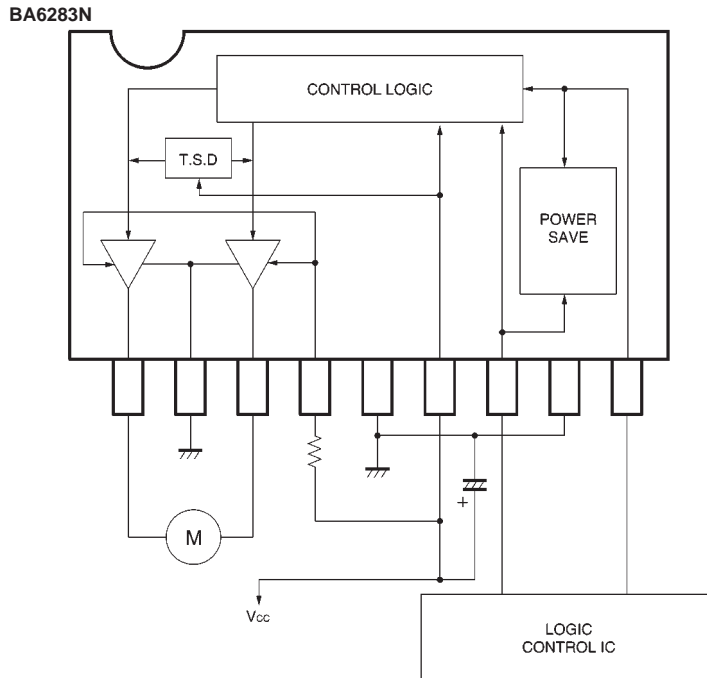 BA6283N
CONTROL LOGIC
T.S.D
POWER
SAVE
M
+
Vcc
LOGIC
CONTROL IC